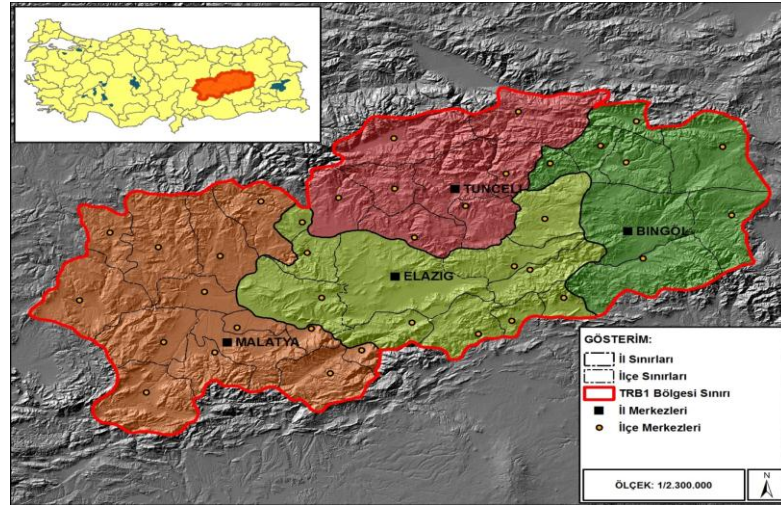 TUNCELİ
BİNGÖL
ELAZIĞ
MALATYA
GÖSTERİM:
İl Sınırları
İlçe Sınırları
TRB1 Bölgesi Sınırı
İl Merkezleri
İlçe Merkezleri
ÖLÇEK: 1/2.300.000
N